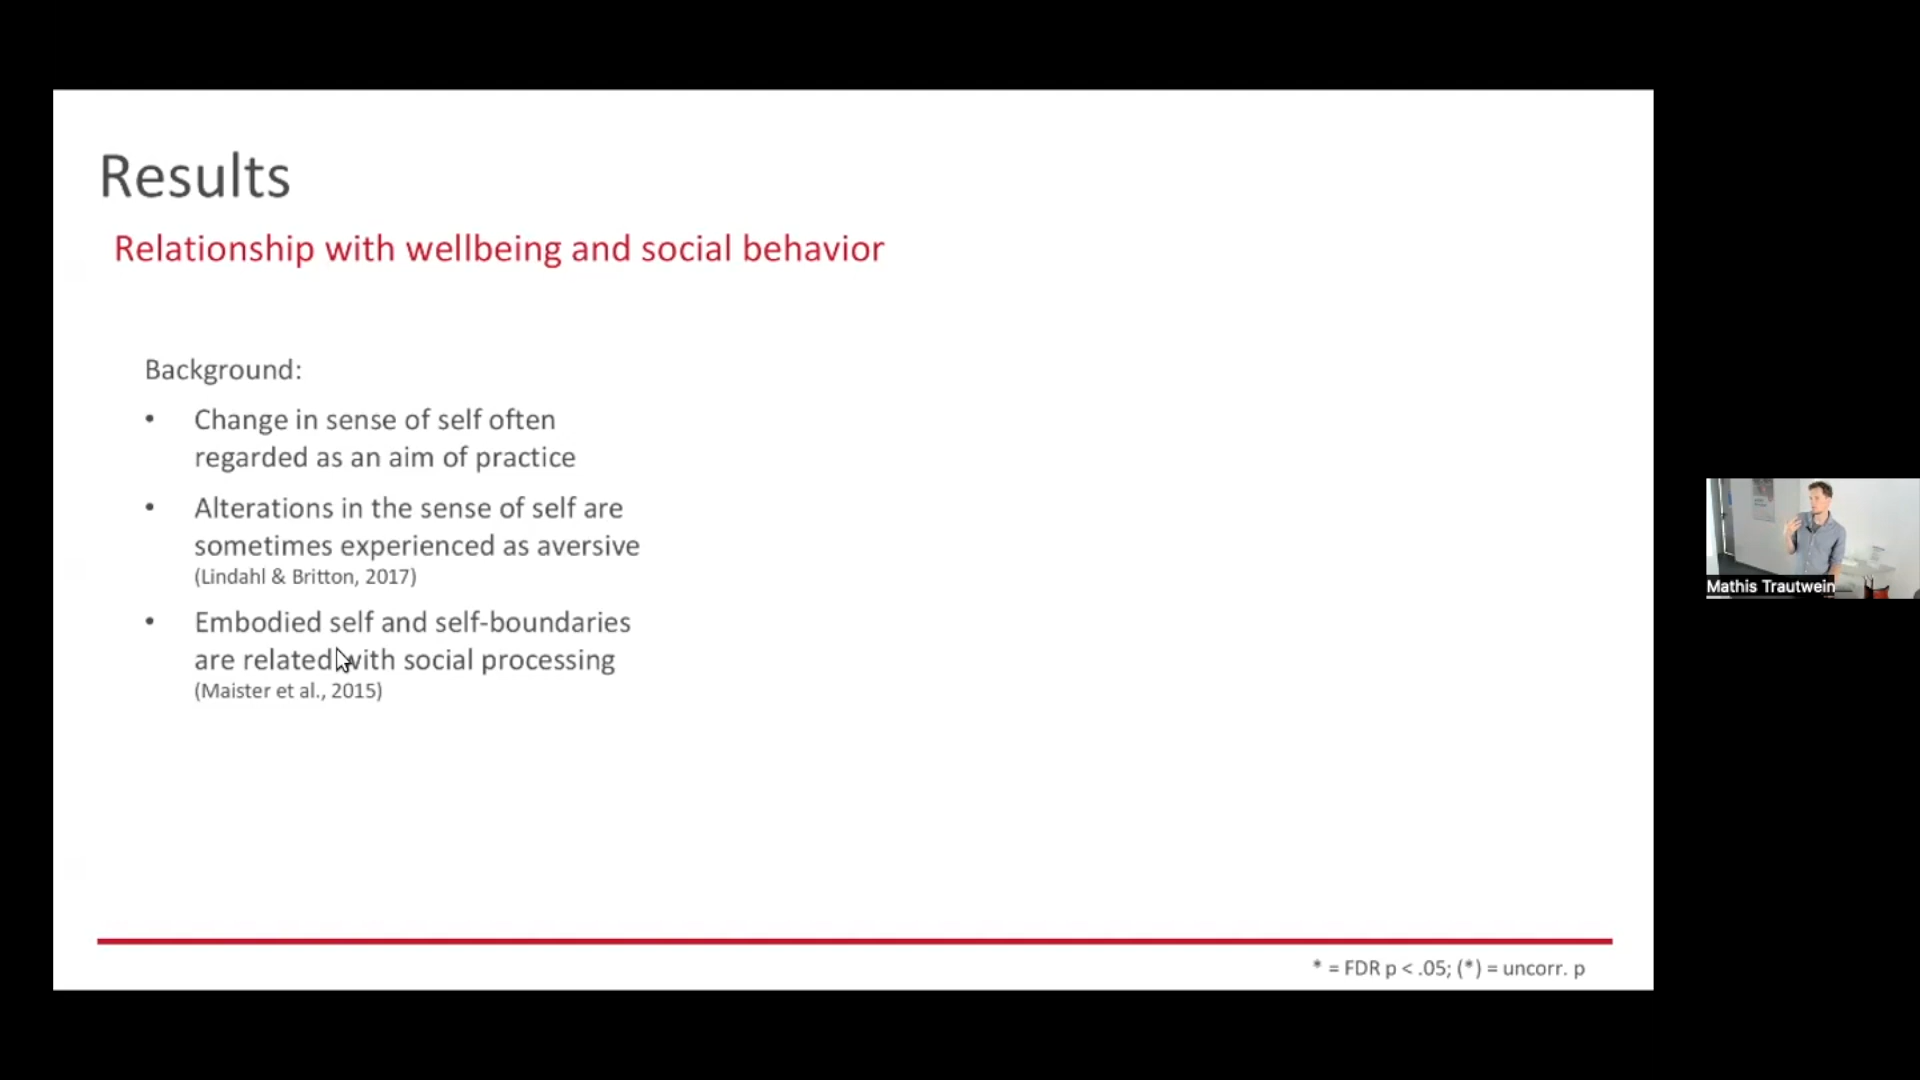 Results
Relationship with wellbeing and social behavior
Background:
• Change in sense of self often
regarded as an aim of practice
• Alterations in the sense of self are
sometimes experienced as aversive
(Lindahl & Britton, 2017)
• Embodied self and self-boundaries
are related with social processing
(Maister et al., 2015)
* = FDR p < .05; (*) = uncorr. p
Mathis Trautwein